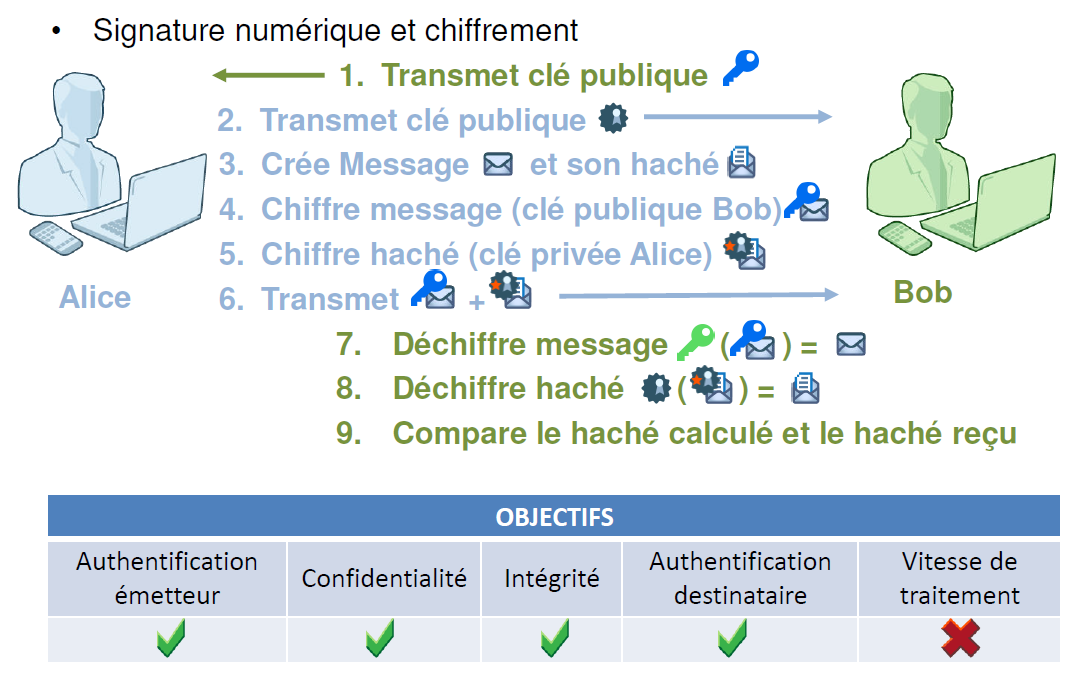 • Signature numérique et chiffrement
1. Transmet clé publique
2. Transmet clé publique
3. Crée Message et son haché
4. Chiffre message (clé publique Bob)
5. Chiffre haché (clé privée Alice)
6. Transmet +
Alice
Bob
7. Déchiffre message ( ) =
8. Déchiffre haché ( ) =
9. Compare le haché calculé et le haché reçu
OBJECTIFS
Authentification émetteur
Confidentialité
Intégrité
Authentification destinataire
Vitesse de traitement